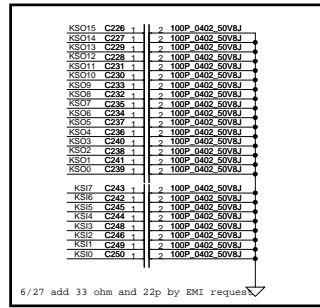 KSO15 C226 1 2 100P_0402_50V8J
KSO14 C227 1 2 100P_0402_50V8J
KSO13 C229 1 2 100P_0402_50V8J
KSO12 C228 1 2 100P_0402_50V8J
KSO11 C231 1 2 100P_0402_50V8J
KSO10 C230 1 2 100P_0402_50V8J
KSO9 C233 1 2 100P_0402_50V8J
KSO8 C232 1 2 100P_0402_50V8J
KSO7 C235 1 2 100P_0402_50V8J
KSO6 C234 1 2 100P_0402_50V8J
KSO5 C237 1 2 100P_0402_50V8J
KSO4 C236 1 2 100P_0402_50V8J
KSO3 C240 1 2 100P_0402_50V8J
KSO2 C238 1 2 100P_0402_50V8J
KSO1 C241 1 2 100P_0402_50V8J
KSO0 C239 1 2 100P_0402_50V8J
KSI7 C243 1 2 100P_0402_50V8J
KSI6 C242 1 2 100P_0402_50V8J
KSI5 C245 1 2 100P_0402_50V8J
KSI4 C244 1 2 100P_0402_50V8J
KSI3 C248 1 2 100P_0402_50V8J
KSI2 C246 1 2 100P_0402_50V8J
KSI1 C249 1 2 100P_0402_50V8J
KSI0 C250 1 2 100P_0402_50V8J
6/27 add 33 ohm and 22p by EMI request